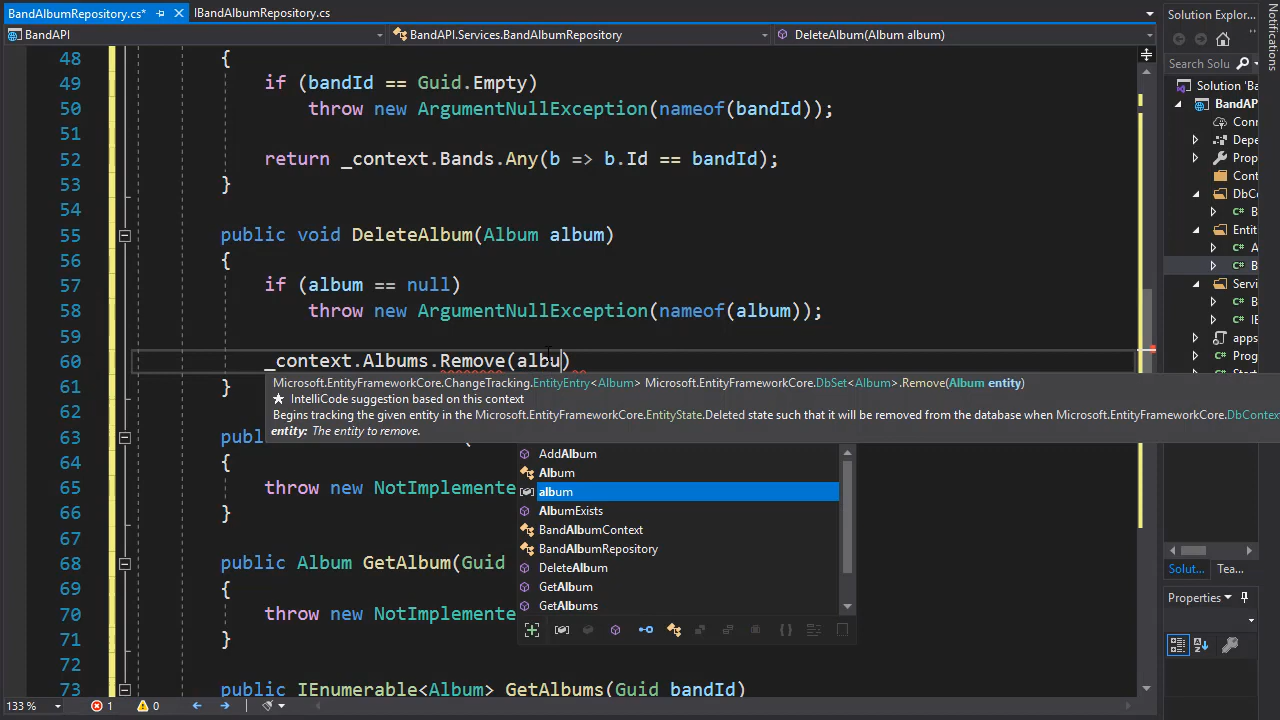 BandAlbumRepository.cs*
IBandAlbumRepository.cs
BandAPI
BandAPI.Services.BandAlbumRepository
DeleteAlbum(Album album)
48 {
49 if (bandId == Guid.Empty)
50 throw new ArgumentNullException(nameof(bandId));
51
52 return _context.Bands.Any(b => b.Id == bandId);
53 }
54
55 public void DeleteAlbum(Album album)
56 {
57 if (album == null)
58 throw new ArgumentNullException(nameof(album));
59
60 _context.Albums.Remove(albu)
61 }
Microsoft.EntityFrameworkCore.ChangeTracking.EntityEntry<Album> Microsoft.EntityFrameworkCore.DbSet<Album>.Remove(Album entity)
★ IntelliCode suggestion based on this context
Begins tracking the given entity in the Microsoft.EntityFrameworkCore.EntityState.Deleted state such that it will be removed from the database when Microsoft.EntityFrameworkCore.DbContext
entity: The entity to remove.
62
63 pub
64 {
65 throw new NotImplemente
66 }
67
68 public Album GetAlbum(Guid
69 {
70 throw new NotImplemente
71 }
72
73 public IEnumerable<Album> GetAlbums(Guid bandId)
AddAlbum
Album
album
AlbumExists
BandAlbumContext
BandAlbumRepository
DeleteAlbum
GetAlbum
GetAlbums
133 %
1
0
Solution Explor...
Search Solu
Solution 'Ba
BandAP
Conn
Depe
Prop
Cont
DbCo
C# B
Entit
C# A
C# B
Servi
C# B
C# IE
apps
Prog
Solut...
Tea...
Properties
Notifications